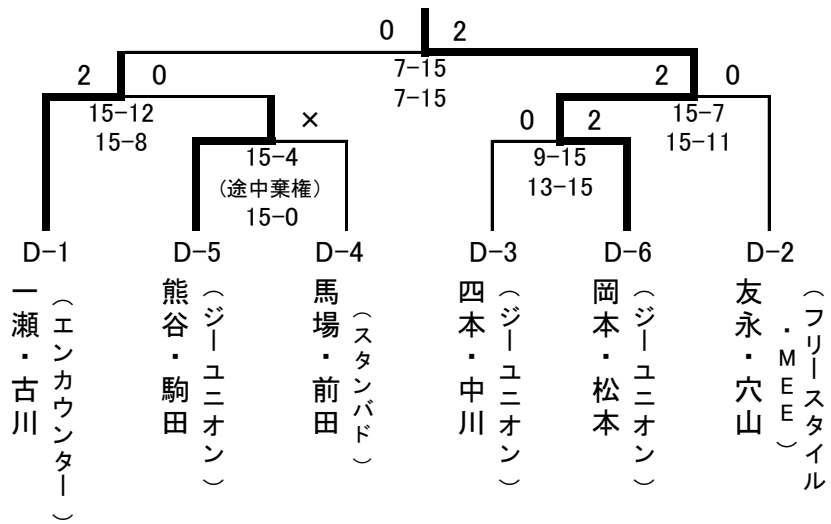 0 2
7-15
7-15
2 0
15-12
15-8
2 0
15-7
15-11
×
15-4
(途中棄権)
15-0
0 2
9-15
13-15
D-1 D-5 D-4 D-3 D-6 D-2
一瀬・古川
(エンカウンター)
熊谷・駒田
(ジーユニオン)
馬場・前田
(スタンバド)
四本・中川
(ジーユニオン)
岡本・松本
(ジーユニオン)
友永・穴山
(フリースタイル
・MEE)